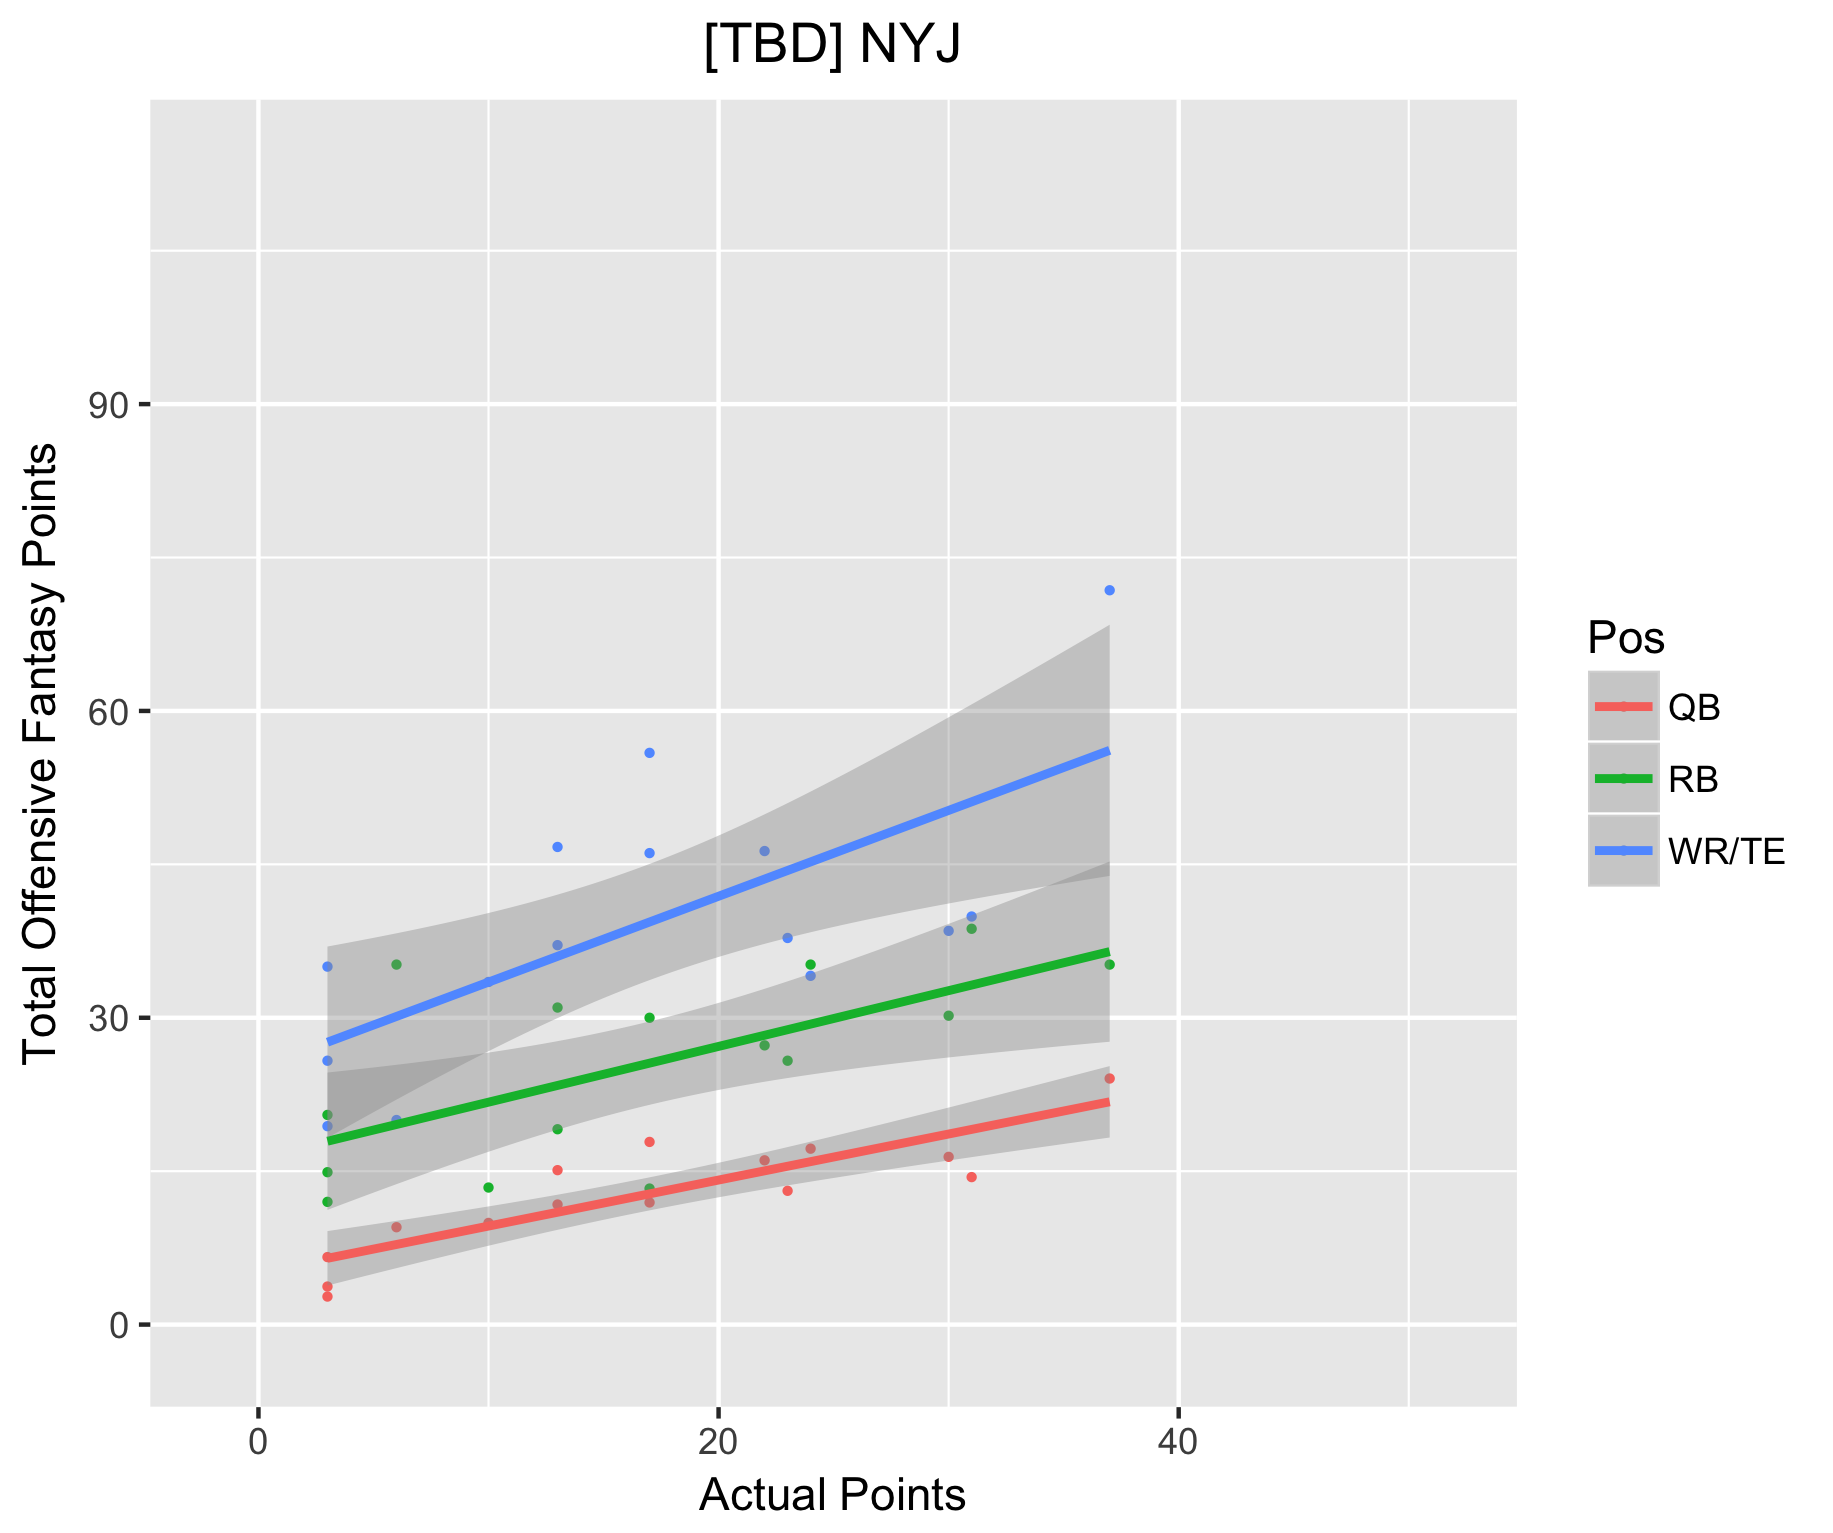 [TBD] NYJ
Total Offensive Fantasy Points
90
60
30
0
0 20 40
Actual Points
Pos
QB
RB
WR/TE